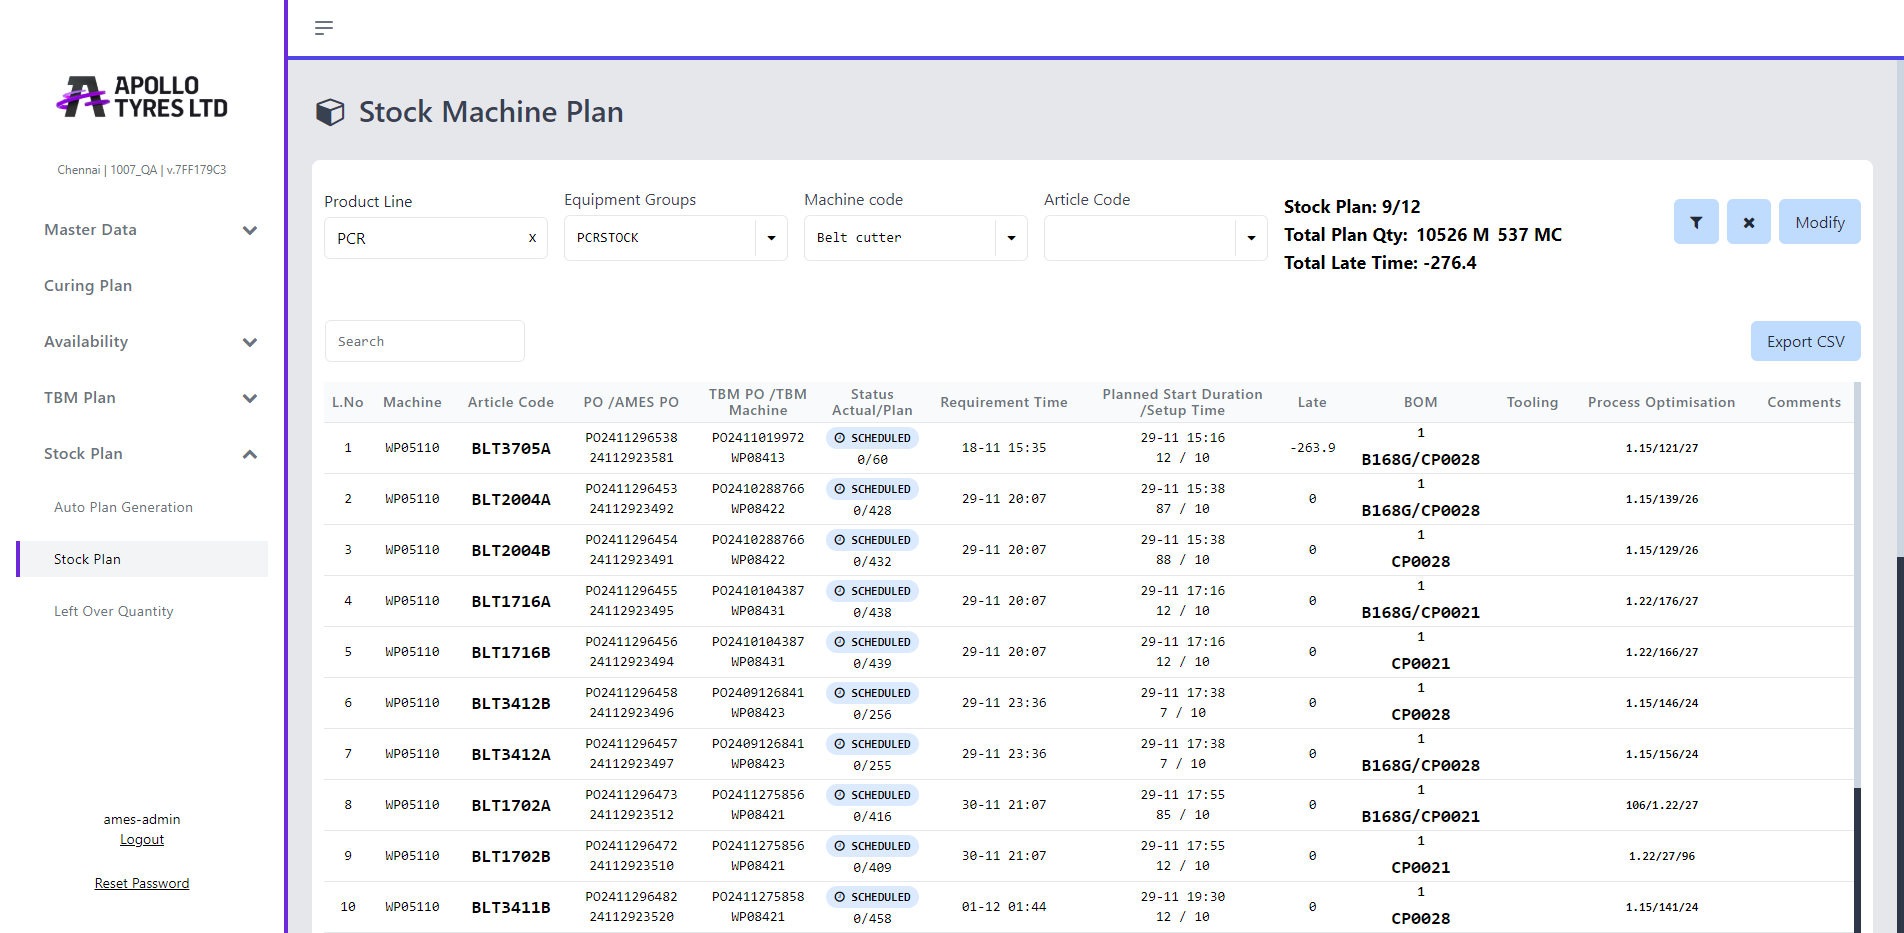 APOLLO
TYRES LTD
Chennai | 1007_QA | v.7FF179C3
Master Data
Curing Plan
Availability
TBM Plan
Stock Plan
Auto Plan Generation
Stock Plan
Left Over Quantity
ames-admin
Logout
Reset Password
Stock Machine Plan
Product Line
Equipment Groups
Machine code
Article Code
PCR x
PCRSTOCK
Belt cutter
Stock Plan: 9/12
Total Plan Qty: 10526 M 537 MC
Total Late Time: -276.4
Modify
Search
Export CSV
L.No Machine Article Code PO /AMES PO TBM PO /TBM Machine Status Actual/Plan Requirement Time Planned Start Duration /Setup Time Late BOM Tooling Process Optimisation Comments
1 WP05110 BLT3705A PO2411296538 24112923581 PO2411019972 WP08413 SCHEDULED 0/60 18-11 15:35 29-11 15:16 12 / 10 -263.9 1 B168G/CP0028 1.15/121/27
2 WP05110 BLT2004A PO2411296453 24112923492 PO2410288766 WP08422 SCHEDULED 0/428 29-11 20:07 29-11 15:38 87 / 10 0 1 B168G/CP0028 1.15/139/26
3 WP05110 BLT2004B PO2411296454 24112923491 PO2410288766 WP08422 SCHEDULED 0/432 29-11 20:07 29-11 15:38 88 / 10 0 1 CP0028 1.15/129/26
4 WP05110 BLT1716A PO2411296455 24112923495 PO2410104387 WP08431 SCHEDULED 0/438 29-11 20:07 29-11 17:16 12 / 10 0 1 B168G/CP0021 1.22/176/27
5 WP05110 BLT1716B PO2411296456 24112923494 PO2410104387 WP08431 SCHEDULED 0/439 29-11 20:07 29-11 17:16 12 / 10 0 1 CP0021 1.22/166/27
6 WP05110 BLT3412B PO2411296458 24112923496 PO2409126841 WP08423 SCHEDULED 0/256 29-11 23:36 29-11 17:38 7 / 10 0 1 CP0028 1.15/146/24
7 WP05110 BLT3412A PO2411296457 24112923497 PO2409126841 WP08423 SCHEDULED 0/255 29-11 23:36 29-11 17:38 7 / 10 0 1 B168G/CP0028 1.15/156/24
8 WP05110 BLT1702A PO2411296473 24112923512 PO2411275856 WP08421 SCHEDULED 0/416 30-11 21:07 29-11 17:55 85 / 10 0 1 B168G/CP0021 106/1.22/27
9 WP05110 BLT1702B PO2411296472 24112923510 PO2411275856 WP08421 SCHEDULED 0/409 30-11 21:07 29-11 17:55 12 / 10 0 1 CP0021 1.22/27/96
10 WP05110 BLT3411B PO2411296482 24112923520 PO2411275858 WP08421 SCHEDULED 0/458 01-12 01:44 29-11 19:30 12 / 10 0 1 CP0028 1.15/141/24